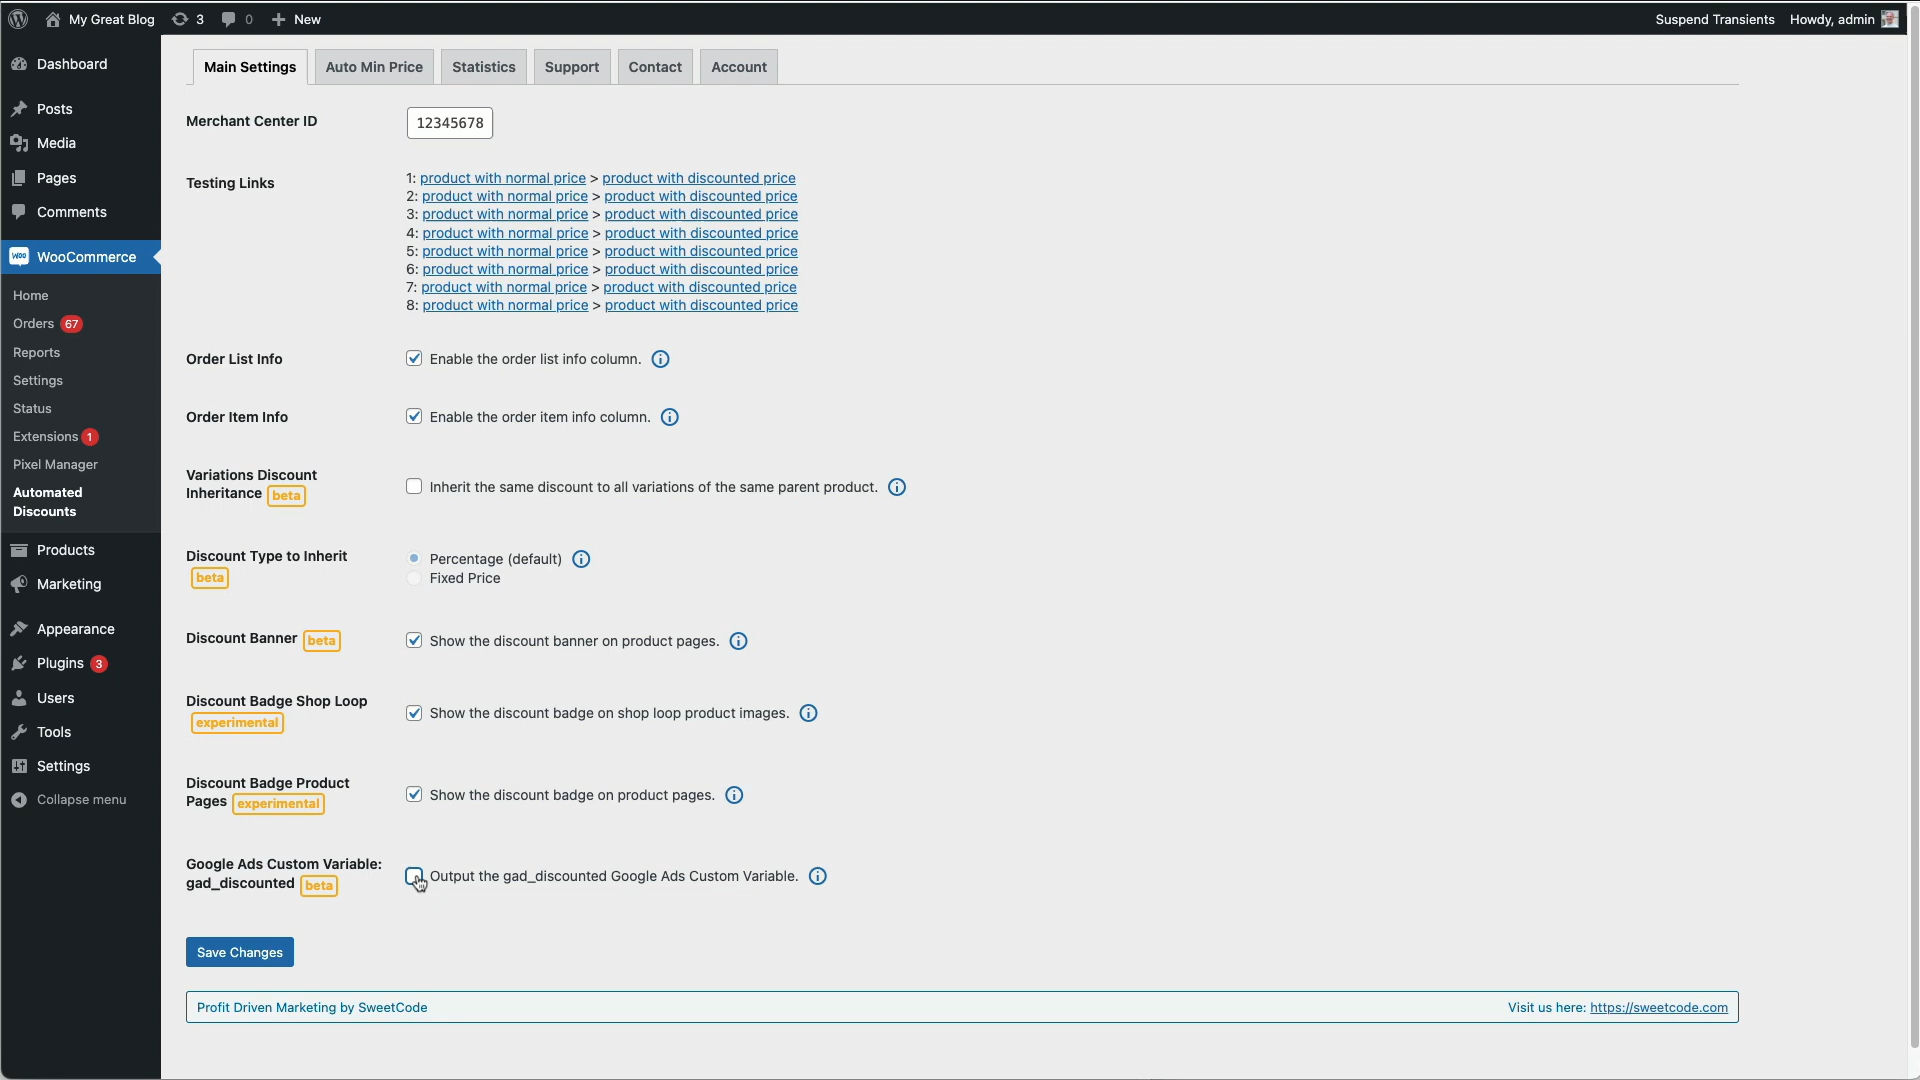 My Great Blog 3 0 New Suspend Transients Howdy, admin
Dashboard
Posts
Media
Pages
Comments
WOO WooCommerce
Home
Orders 67
Reports
Settings
Status
Extensions 1
Pixel Manager
Automated
Discounts
Products
Marketing
Appearance
Plugins 3
Users
Tools
Settings
Collapse menu
Main Settings Auto Min Price Statistics Support Contact Account
Merchant Center ID 12345678
Testing Links
1: product with normal price > product with discounted price
2: product with normal price > product with discounted price
3: product with normal price > product with discounted price
4: product with normal price > product with discounted price
5: product with normal price > product with discounted price
6: product with normal price > product with discounted price
7: product with normal price > product with discounted price
8: product with normal price > product with discounted price
Order List Info Enable the order list info column. i
Order Item Info Enable the order item info column. i
Variations Discount
Inheritance beta
Inherit the same discount to all variations of the same parent product. i
Discount Type to Inherit
beta
Percentage (default) i
Fixed Price
Discount Banner beta Show the discount banner on product pages. i
Discount Badge Shop Loop
experimental
Show the discount badge on shop loop product images. i
Discount Badge Product
Pages experimental
Show the discount badge on product pages. i
Google Ads Custom Variable:
gad_discounted beta
Output the gad_discounted Google Ads Custom Variable. i
Save Changes
Profit Driven Marketing by SweetCode Visit us here: https://sweetcode.com